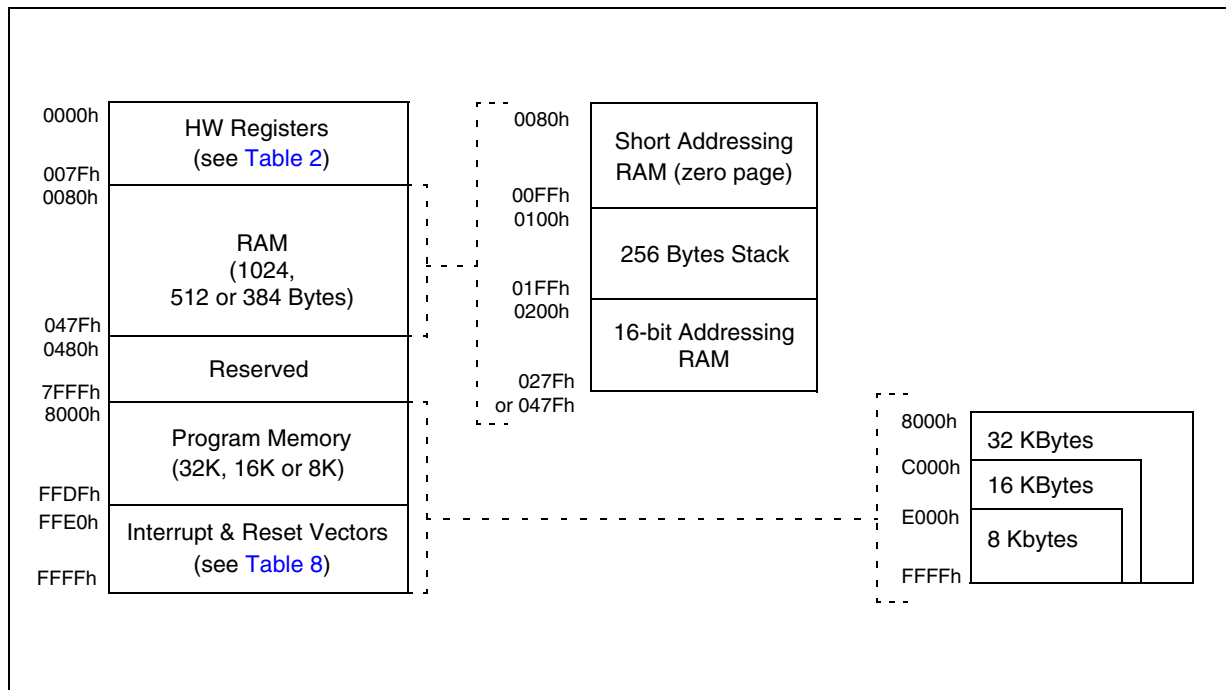 0000h
HW Registers
(see Table 2)
007Fh
0080h
RAM
(1024,
512 or 384 Bytes)
047Fh
0480h
Reserved
7FFFh
8000h
Program Memory
(32K, 16K or 8K)
FFDFh
FFE0h
Interrupt & Reset Vectors
(see Table 8)
FFFFh
0080h
Short Addressing
RAM (zero page)
00FFh
0100h
256 Bytes Stack
01FFh
0200h
16-bit Addressing
RAM
027Fh
or 047Fh
8000h
32 KBytes
C000h
16 KBytes
E000h
8 Kbytes
FFFFh